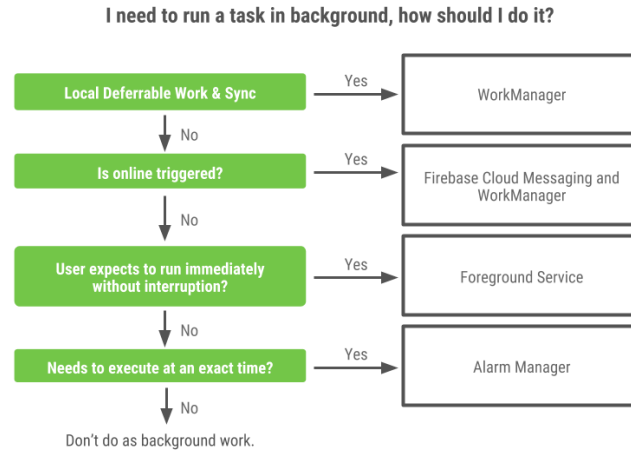 I need to run a task in background, how should I do it?
Local Deferrable Work & Sync
Yes
WorkManager
No
Is online triggered?
Yes
Firebase Cloud Messaging and
WorkManager
No
User expects to run immediately
without interruption?
Yes
Foreground Service
No
Needs to execute at an exact time?
Yes
Alarm Manager
No
Don't do as background work.